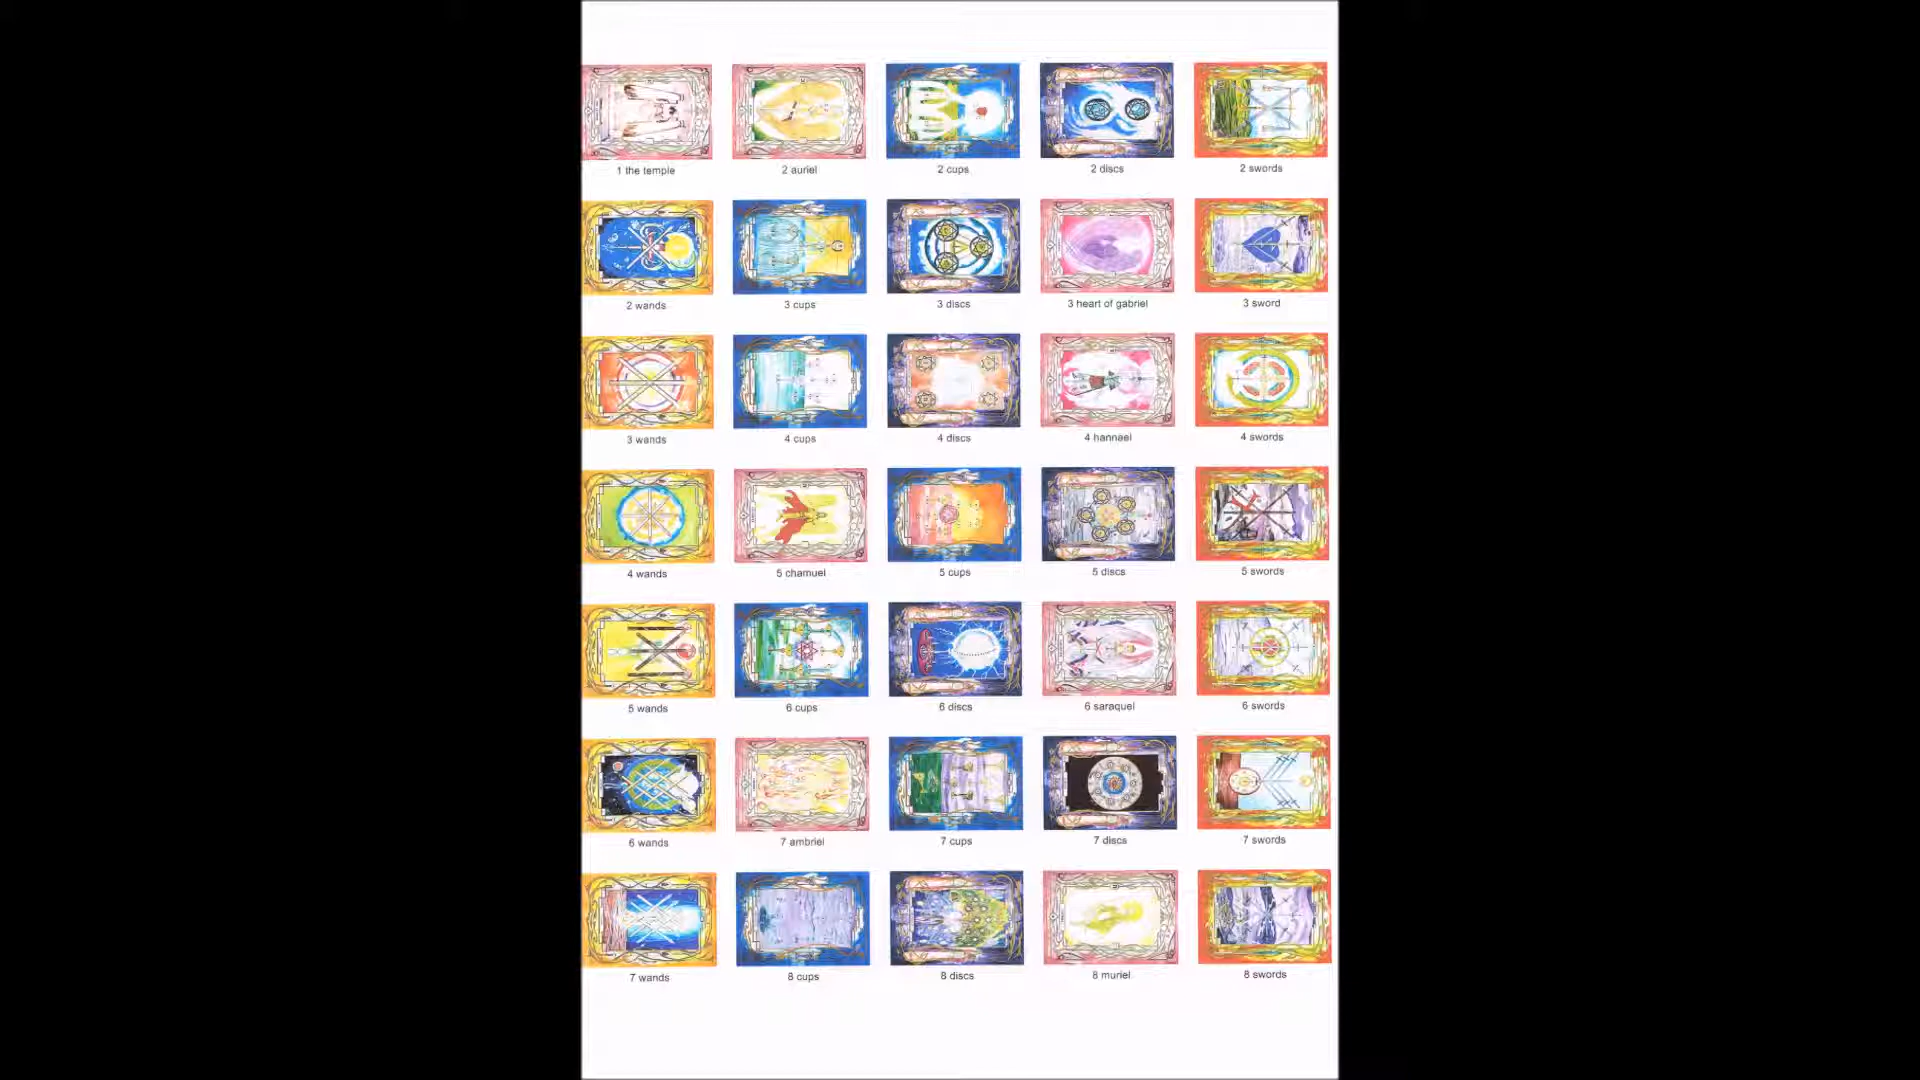 1 the temple
2 auriel
2 cups
2 discs
2 swords
2 wands
3 cups
3 discs
3 heart of gabriel
3 sword
3 wands
4 cups
4 discs
4 hannael
4 swords
4 wands
5 chamuel
5 cups
5 discs
5 swords
5 wands
6 cups
6 discs
6 saraquel
6 swords
6 wands
7 ambriel
7 cups
7 discs
7 swords
7 wands
8 cups
8 discs
8 muriel
8 swords